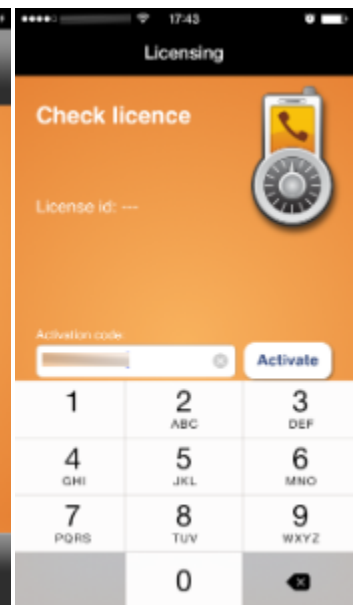 17:43
Licensing
Check licence
License id: ---
Activation code
Activate
1
2
3
ABC
DEF
4
5
6
GHI
JKL
MNO
7
8
9
PQRS
TUV
WXYZ
0